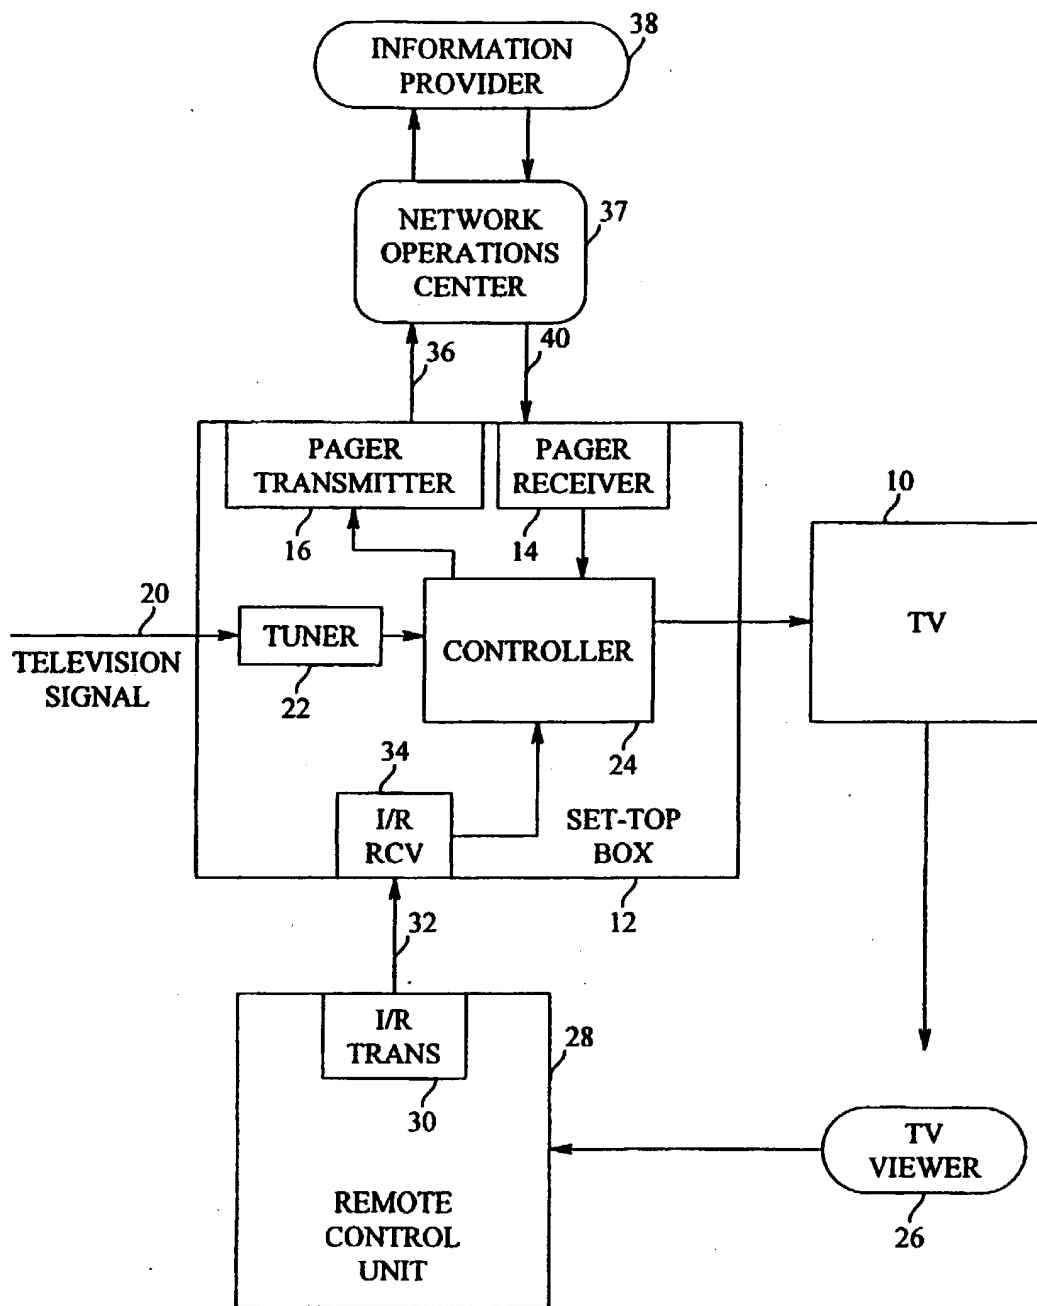 38
INFORMATION
PROVIDER
37
NETWORK
OPERATIONS
CENTER
36
40
PAGER
TRANSMITTER
16
PAGER
RECEIVER
14
10
TV
20
TELEVISION
SIGNAL
TUNER
22
CONTROLLER
24
34
I/R
RCV
SET-TOP
BOX
12
32
I/R
TRANS
30
28
REMOTE
CONTROL
UNIT
TV
VIEWER
26